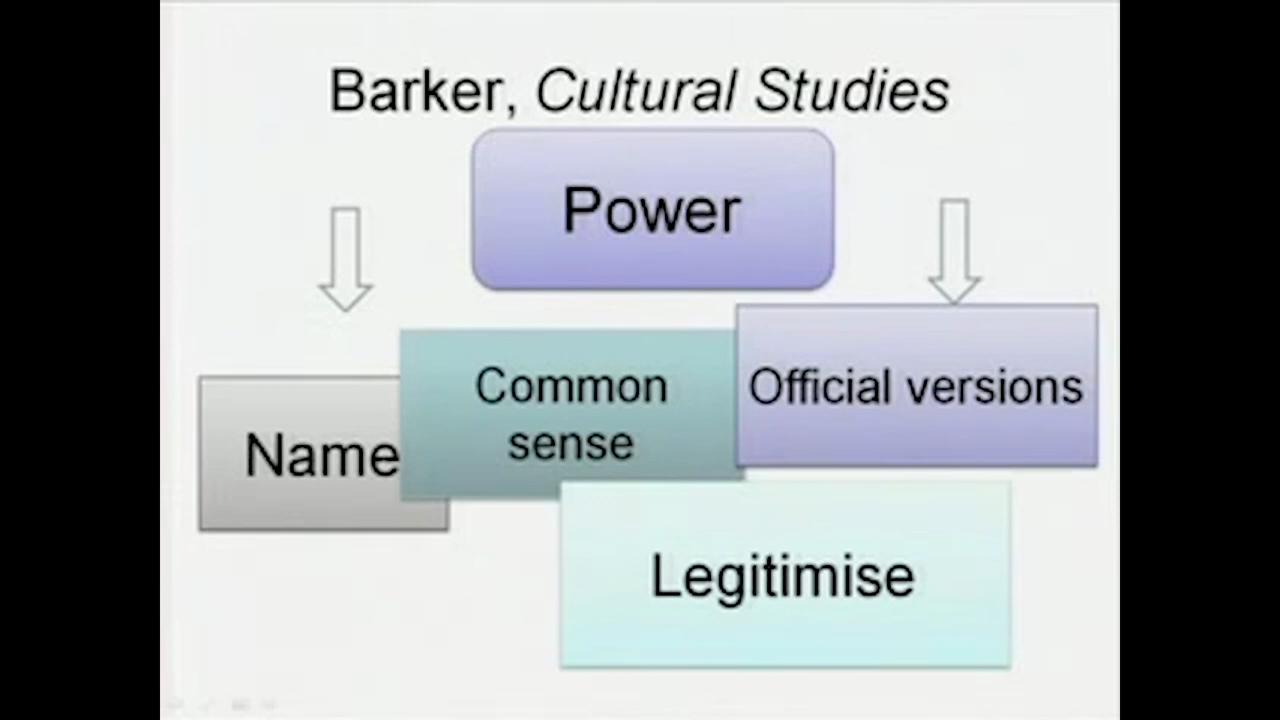 Barker, Cultural Studies
Power
Common
sense
Official versions
Name
Legitimise